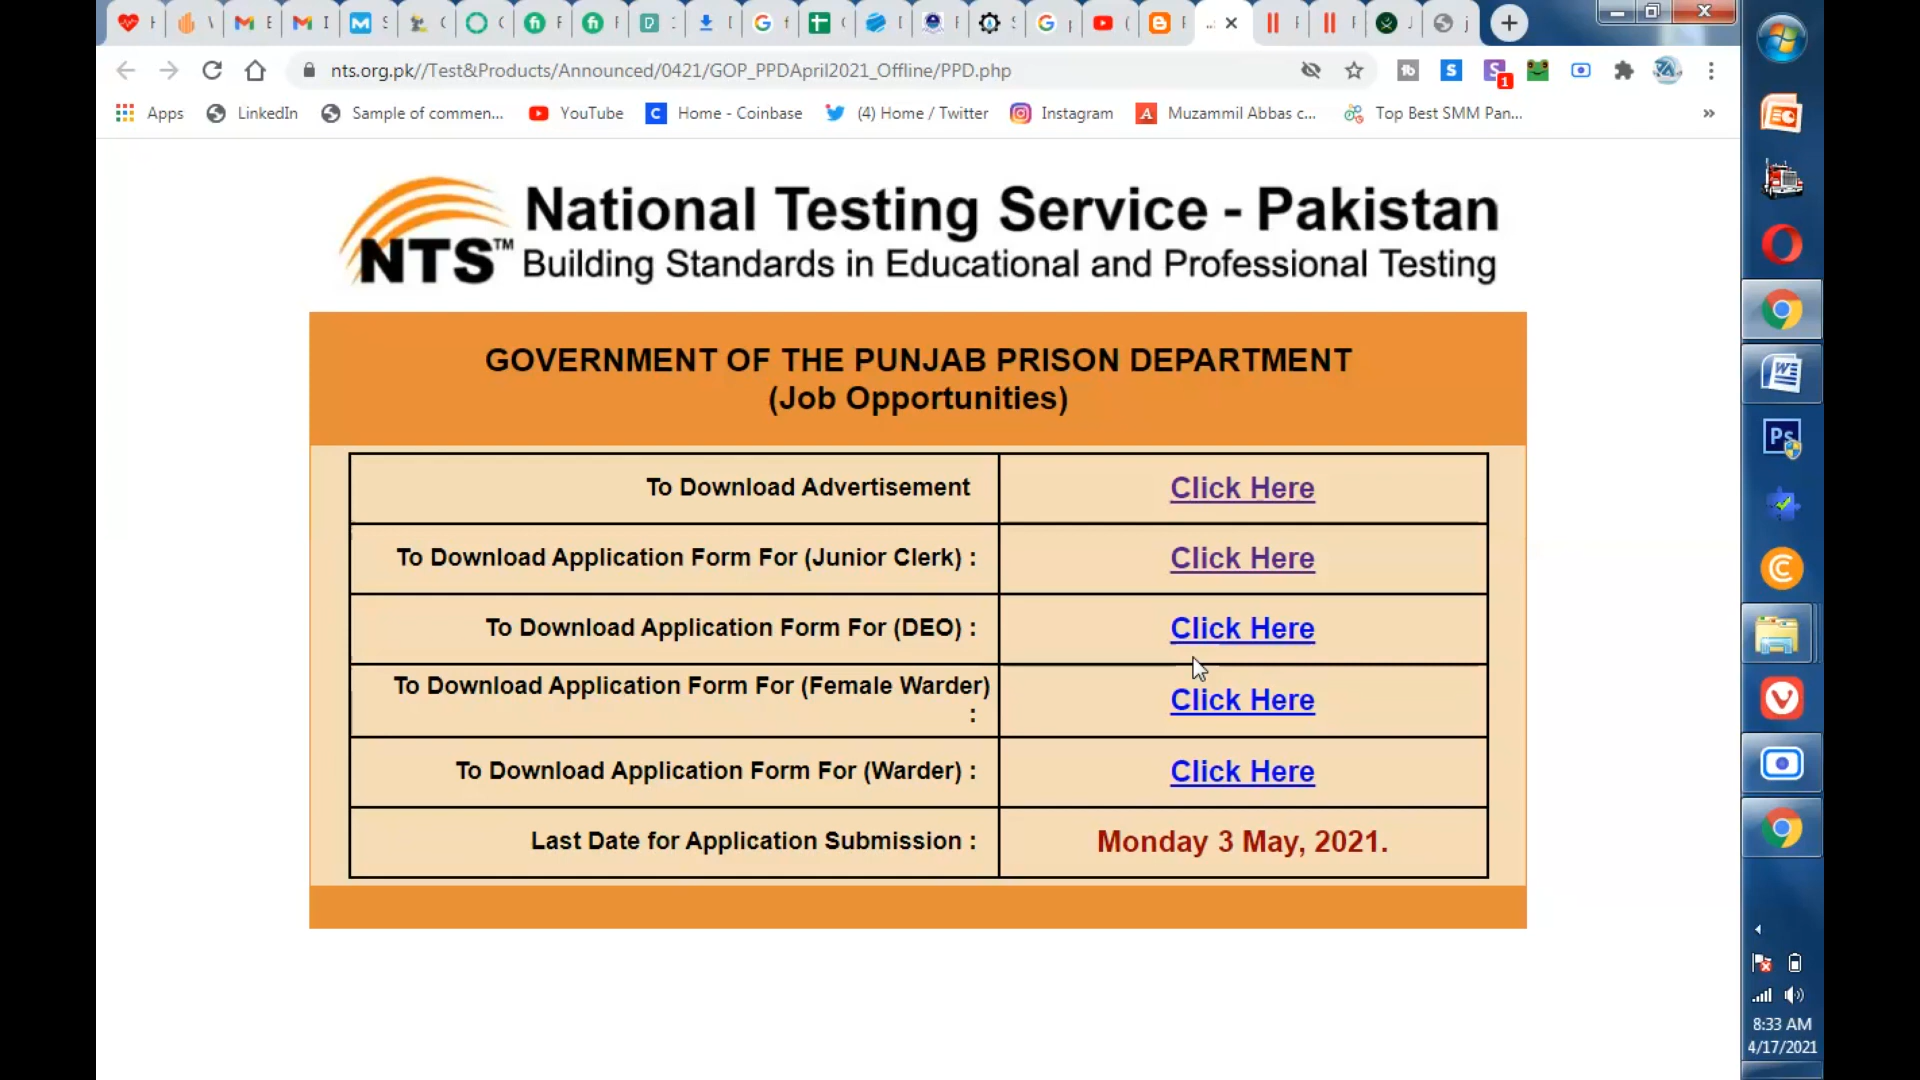 nts.org.pk//Test&Products/Announced/0421/GOP_PPDApril2021_Offline/PPD.php
Apps
LinkedIn
Sample of commen...
YouTube
Home - Coinbase
(4) Home / Twitter
Instagram
Muzammil Abbas c...
Top Best SMM Pan...
»
NTS™
National Testing Service - Pakistan
Building Standards in Educational and Professional Testing
GOVERNMENT OF THE PUNJAB PRISON DEPARTMENT
(Job Opportunities)
To Download Advertisement Click Here
To Download Application Form For (Junior Clerk) : Click Here
To Download Application Form For (DEO) : Click Here
To Download Application Form For (Female Warder) : Click Here
To Download Application Form For (Warder) : Click Here
Last Date for Application Submission : Monday 3 May, 2021.
8:33 AM
4/17/2021